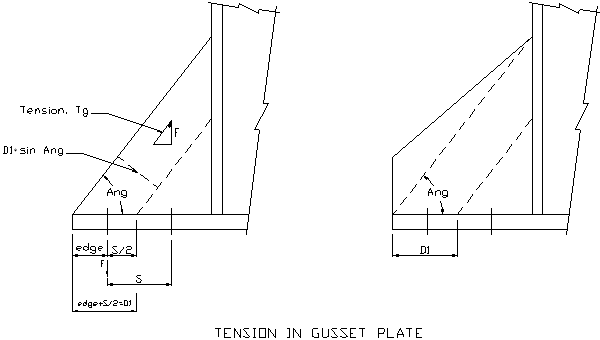 Tension, Tg
F
D1*sin Ang
Ang
Ang
edge
S/2
F
S
D1
edge+S/2=D1
TENSION IN GUSSET PLATE